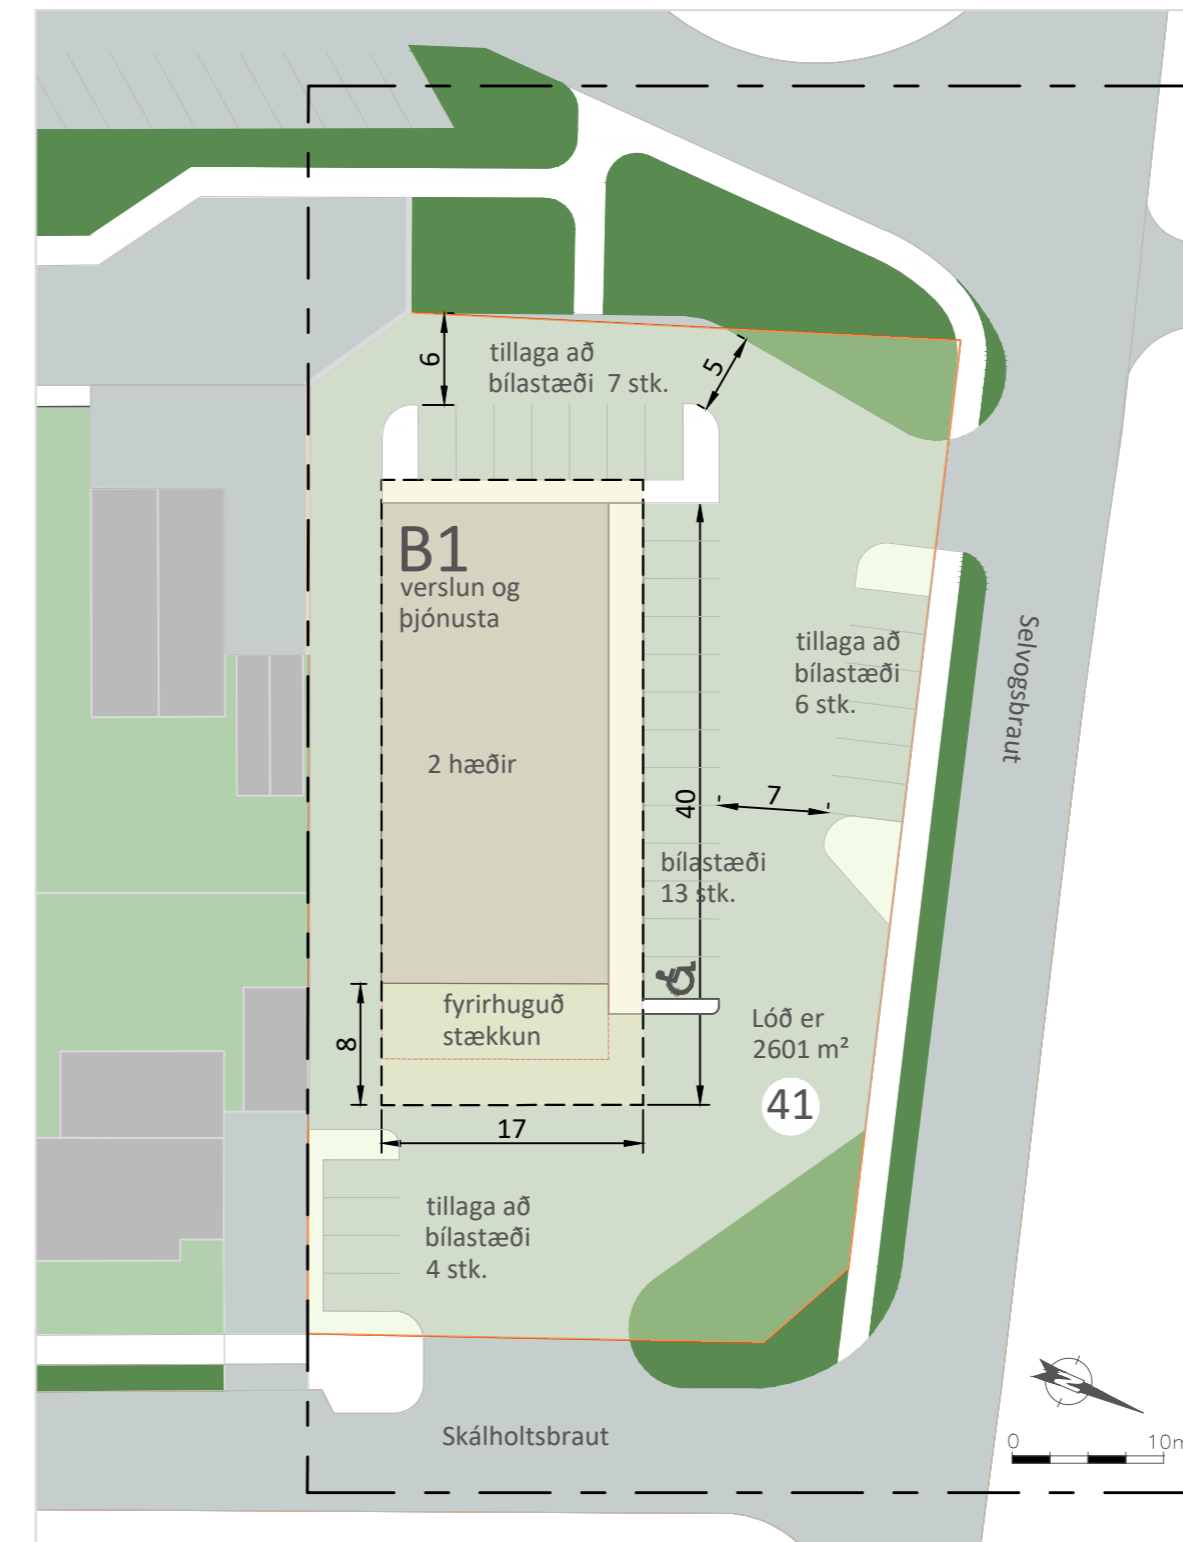 6
tillaga að
bílastæði 7 stk.
5
B1
verslun og
þjónusta
2 hæðir
tillaga að
bílastæði
6 stk.
Selvogsbraut
40
7
bílastæði
13 stk.
8
fyrirhuguð
stækkun
Lóð er
2601 m²
41
17
tillaga að
bílastæði
4 stk.
Skálholtsbraut
0 10m